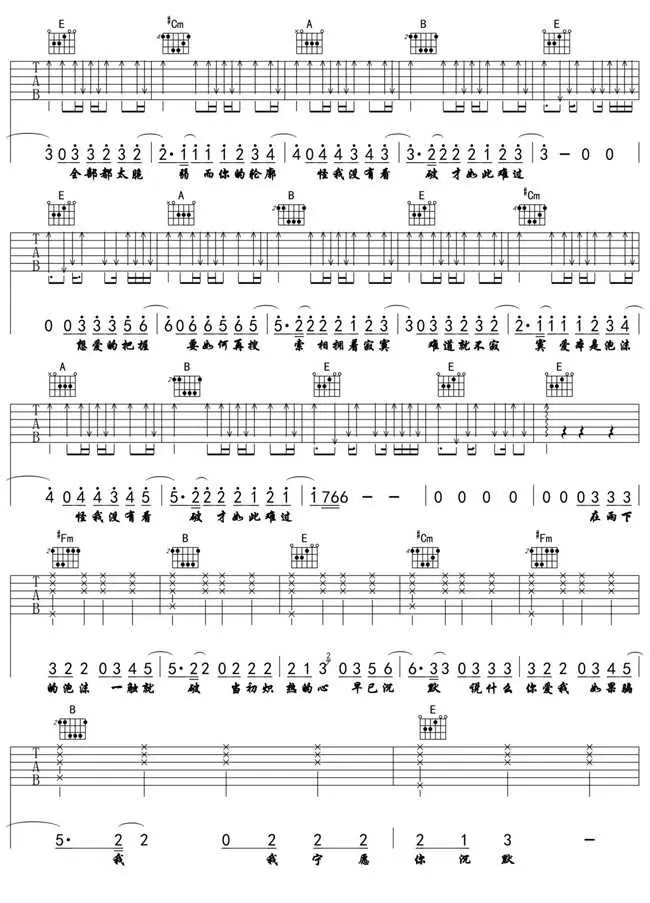 E #Cm A B E
TAB
3 0 3 3 2 3 2 2· 1 1 1 1 2 3 4 4 0 4 4 3 4 3 3· 2 2 2 2 1 2 3 3 — 0 0
全部都太脆 弱 而你的轮廓 怪我没有看 破 才如此难过
E A B E #Cm
TAB
0 0 3 3 3 5 6 6 0 6 6 5 6 5 5· 2 2 2 2 1 2 3 3 0 3 3 2 3 2 2· 1 1 1 1 2 3 4
想爱的把握 要如何再搜 索 相拥着寂寞 难道就不寂 寞 爱本是泡沫
A B E E E
TAB
4 0 4 4 3 4 5 5· 2 2 2 2 1 2 1 1 7 6 6 — — 0 0 0 0 0 0 0 3 3 3
怪我没有看 破 才如此难过 在雨下
#Fm B E #Cm #Fm
TAB
3 2 2 0 3 4 5 5· 2 2 0 2 2 2 2 1 3 2 0 3 5 6 6· 3 3 0 3 3 3 3 2 2 0 3 4 5
的泡沫 一触就 破 当初炽热的心 早已沉 默 说什么你爱我 如果骗
B E
TAB
5· 2 2 0 2 2 2 2 1 3 —
我 我宁愿 你沉默